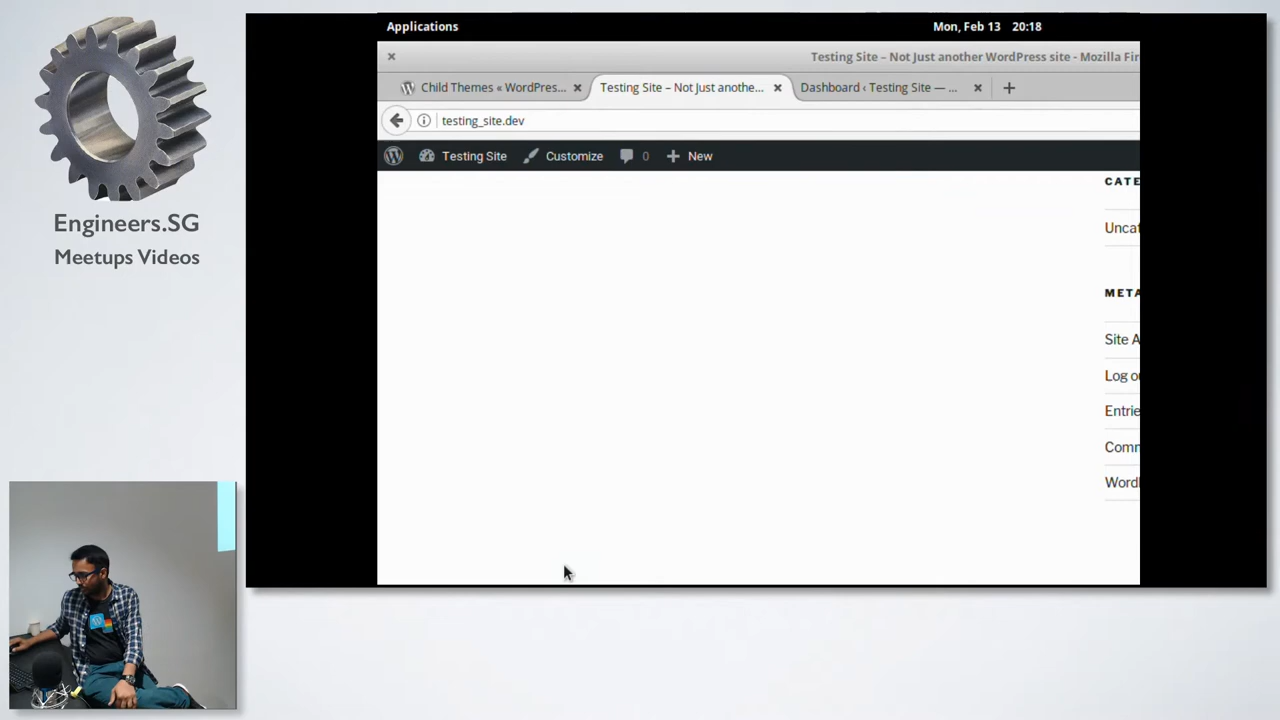 Applications
Mon, Feb 13 20:18
Testing Site – Not Just another WordPress site - Mozilla Fir
Child Themes « WordPres...
Testing Site – Not Just anothe...
Dashboard ‹ Testing Site — ...
testing_site.dev
Testing Site
Customize
0
New
CATE
Uncat
META
Site A
Log ou
Entrie
Comm
Word
Engineers.SG
Meetups Videos